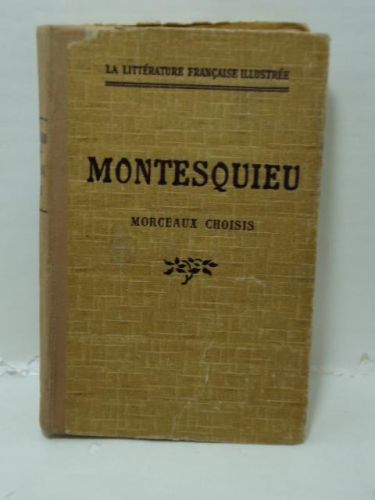 LA LITTÉRATURE FRANÇAISE ILLUSTRÉE
MONTESQUIEU
MORCEAUX CHOISIS